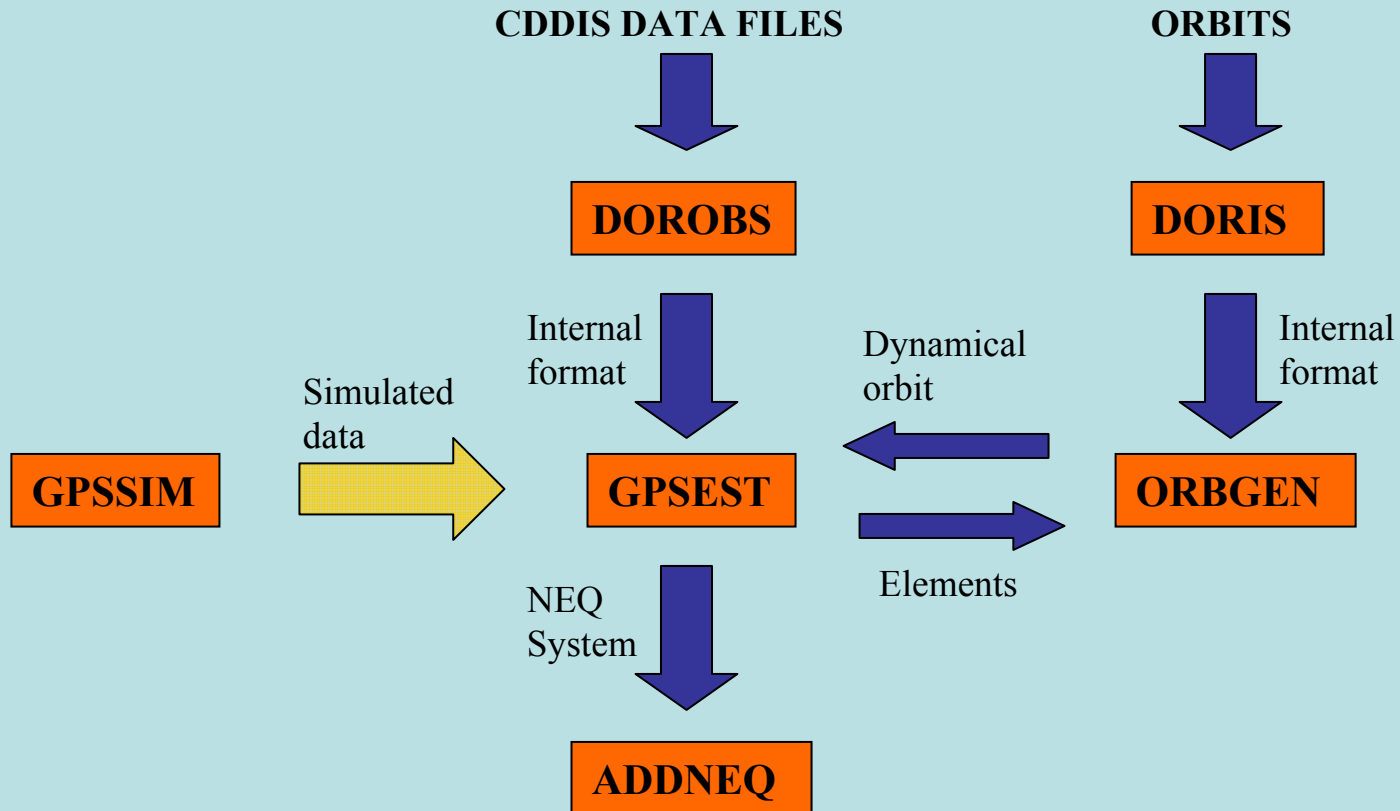 CDDIS DATA FILES
ORBITS
DOROBS
DORIS
Internal
format
Dynamical
orbit
Internal
format
Simulated
data
GPSSIM
GPSEST
ORBGEN
Elements
NEQ
System
ADDNEQ